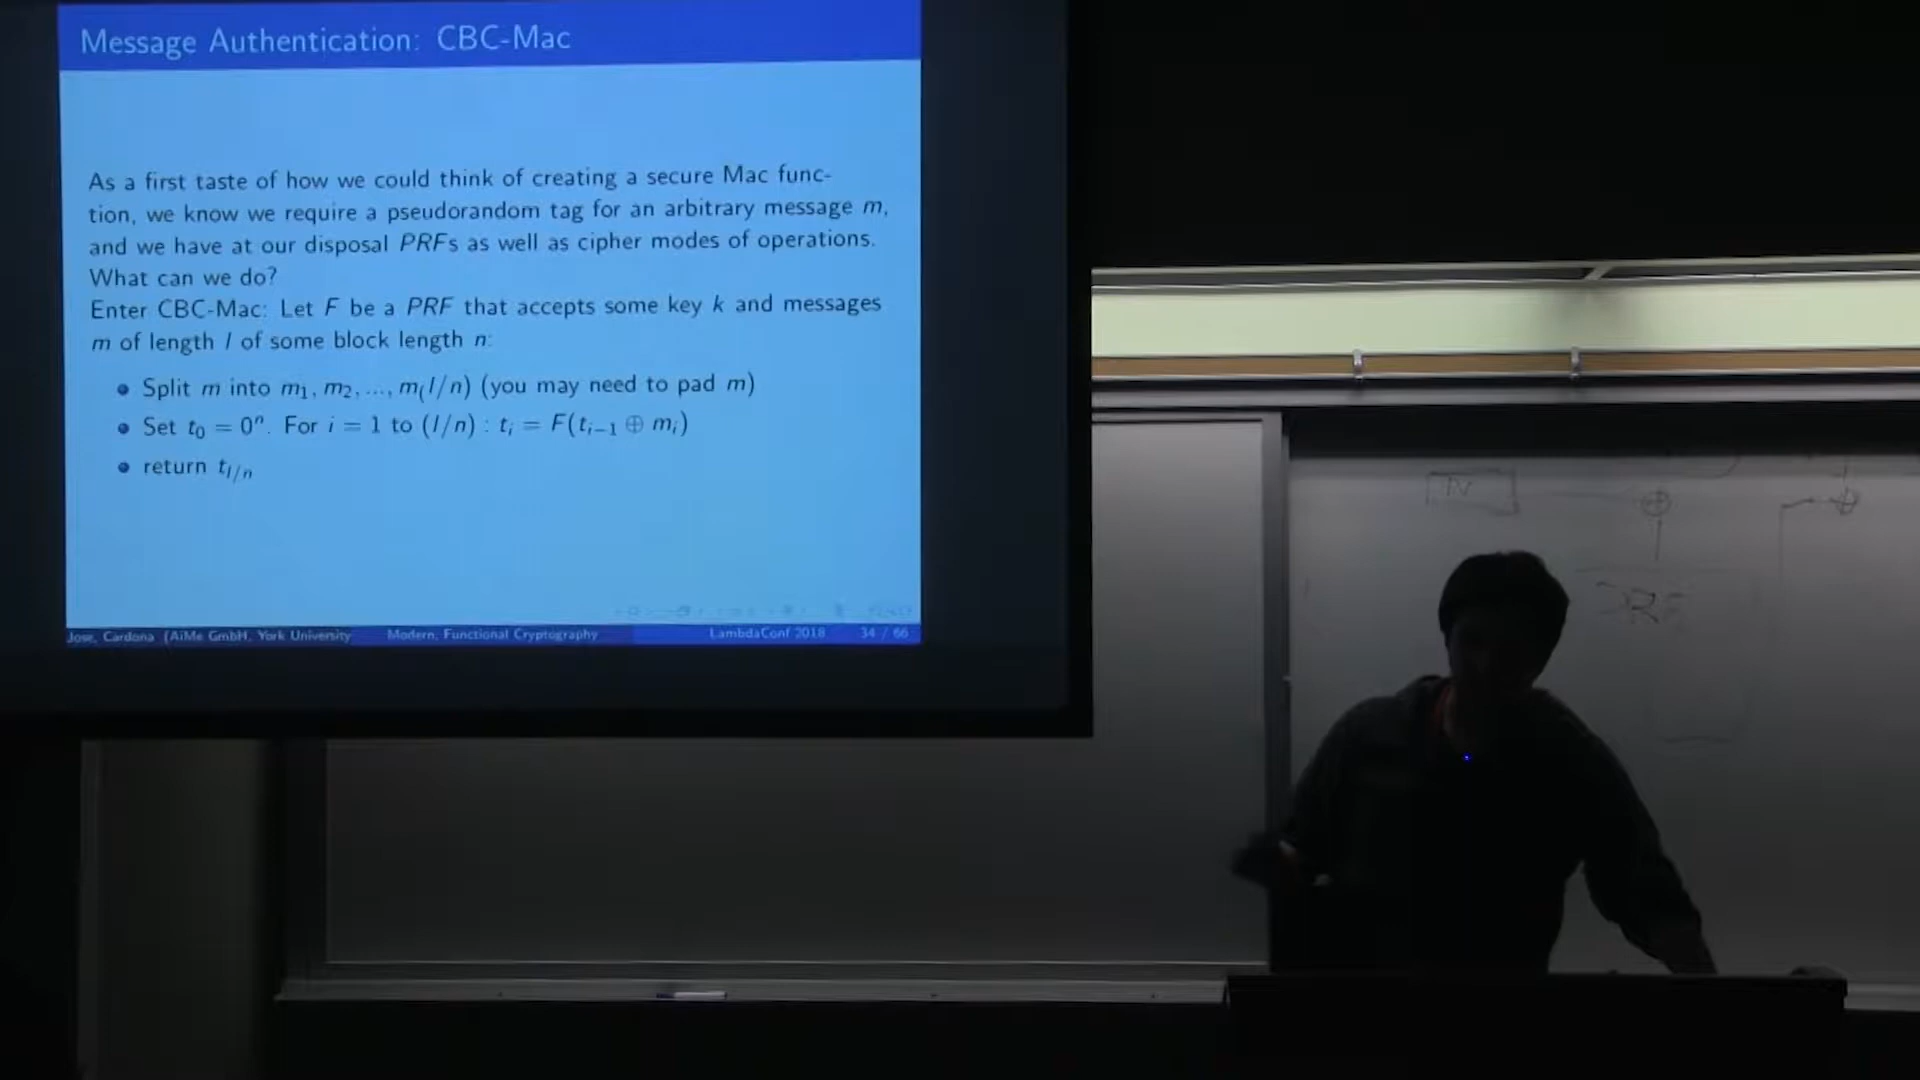 Message Authentication: CBC-Mac
As a first taste of how we could think of creating a secure Mac func-
tion, we know we require a pseudorandom tag for an arbitrary message m,
and we have at our disposal PRFs as well as cipher modes of operations.
What can we do?
Enter CBC-Mac: Let F be a PRF that accepts some key k and messages
m of length l of some block length n:
• Split m into m₁, m₂, ..., m₍l/n) (you may need to pad m)
• Set t₀ = 0ⁿ. For i = 1 to (l/n) : tᵢ = F(tᵢ₋₁ ⊕ mᵢ)
• return t_{l/n}
Jose, Cardona (AiMe GmbH, York University Modern, Functional Cryptography LambdaConf 2018 34 / 66